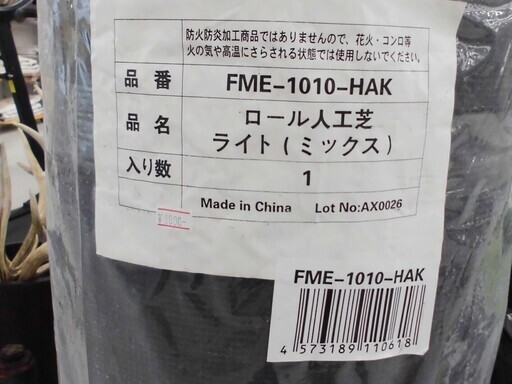 防火防炎加工商品ではありませんので、花火・コンロ等
火の気や高温にさらされる状態では使用しないでください。
品番 FME-1010-HAK
品名 ロール人工芝
ライト(ミックス)
入り数 1
Made in China Lot No:AX0026
FME-1010-HAK
4 573189 110618